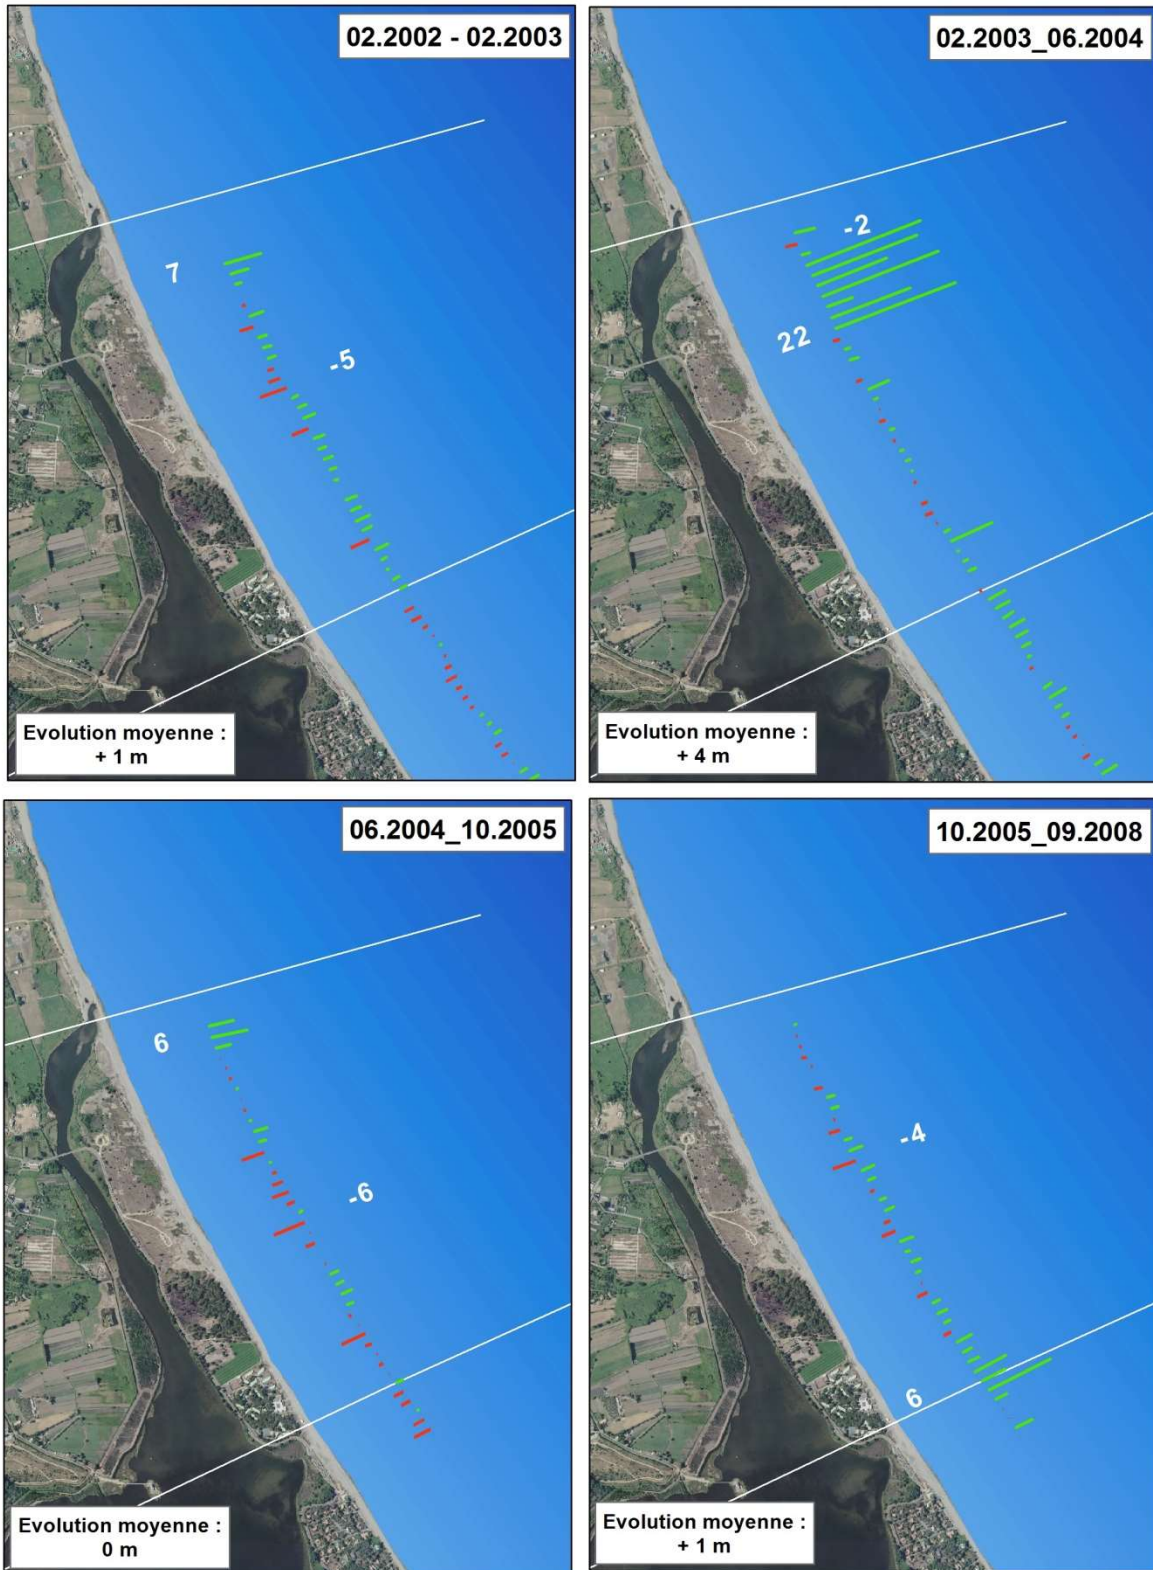 02.2002 - 02.2003
7
-5
Evolution moyenne :
+ 1 m
02.2003_06.2004
-2
22
Evolution moyenne :
+ 4 m
06.2004_10.2005
6
-6
Evolution moyenne :
0 m
10.2005_09.2008
-4
6
Evolution moyenne :
+ 1 m